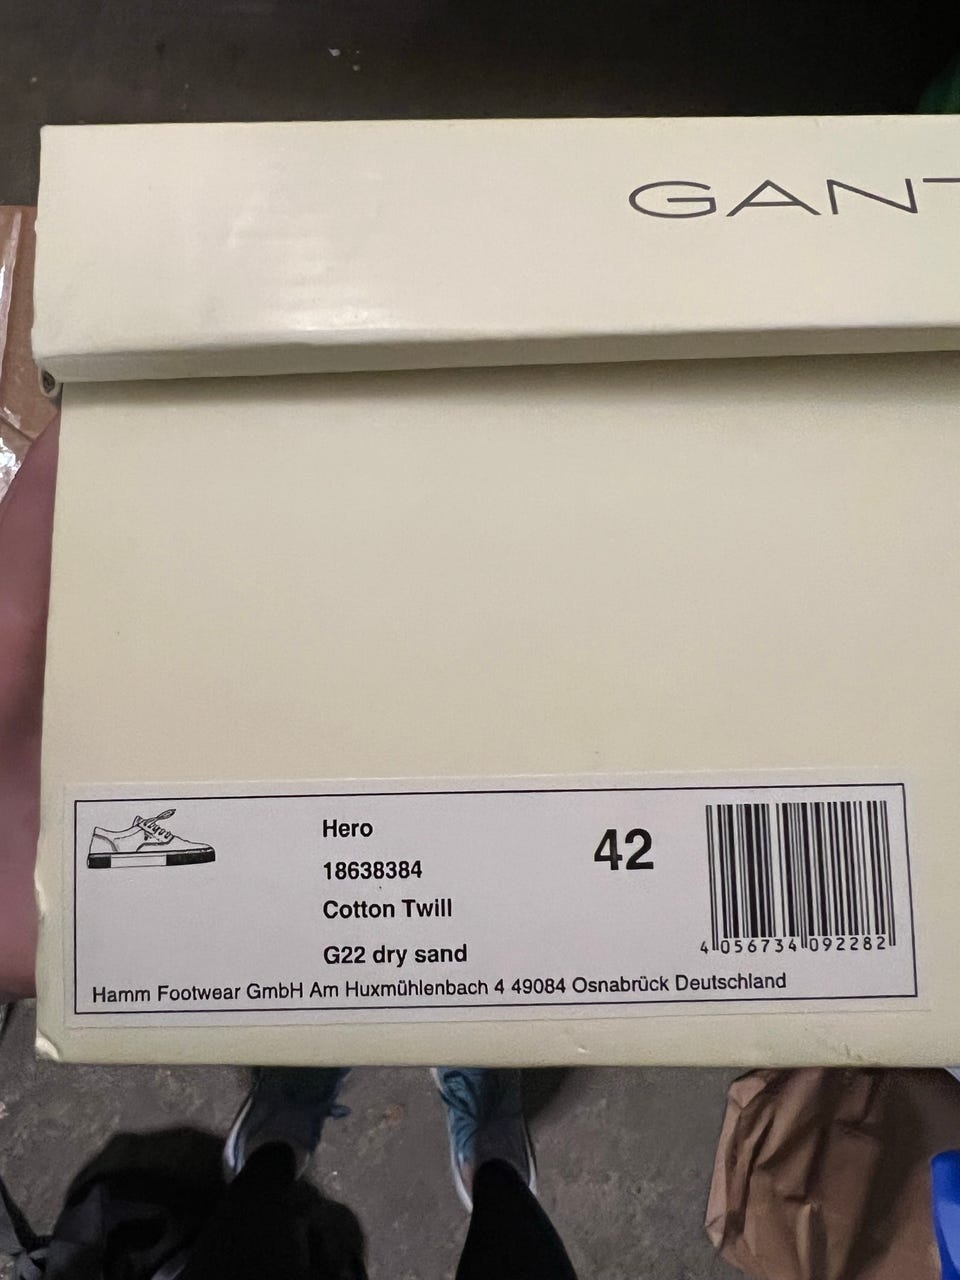 GANT
Hero
18638384
42
Cotton Twill
G22 dry sand
4 056734 092282
Hamm Footwear GmbH Am Huxmühlenbach 4 49084 Osnabrück Deutschland